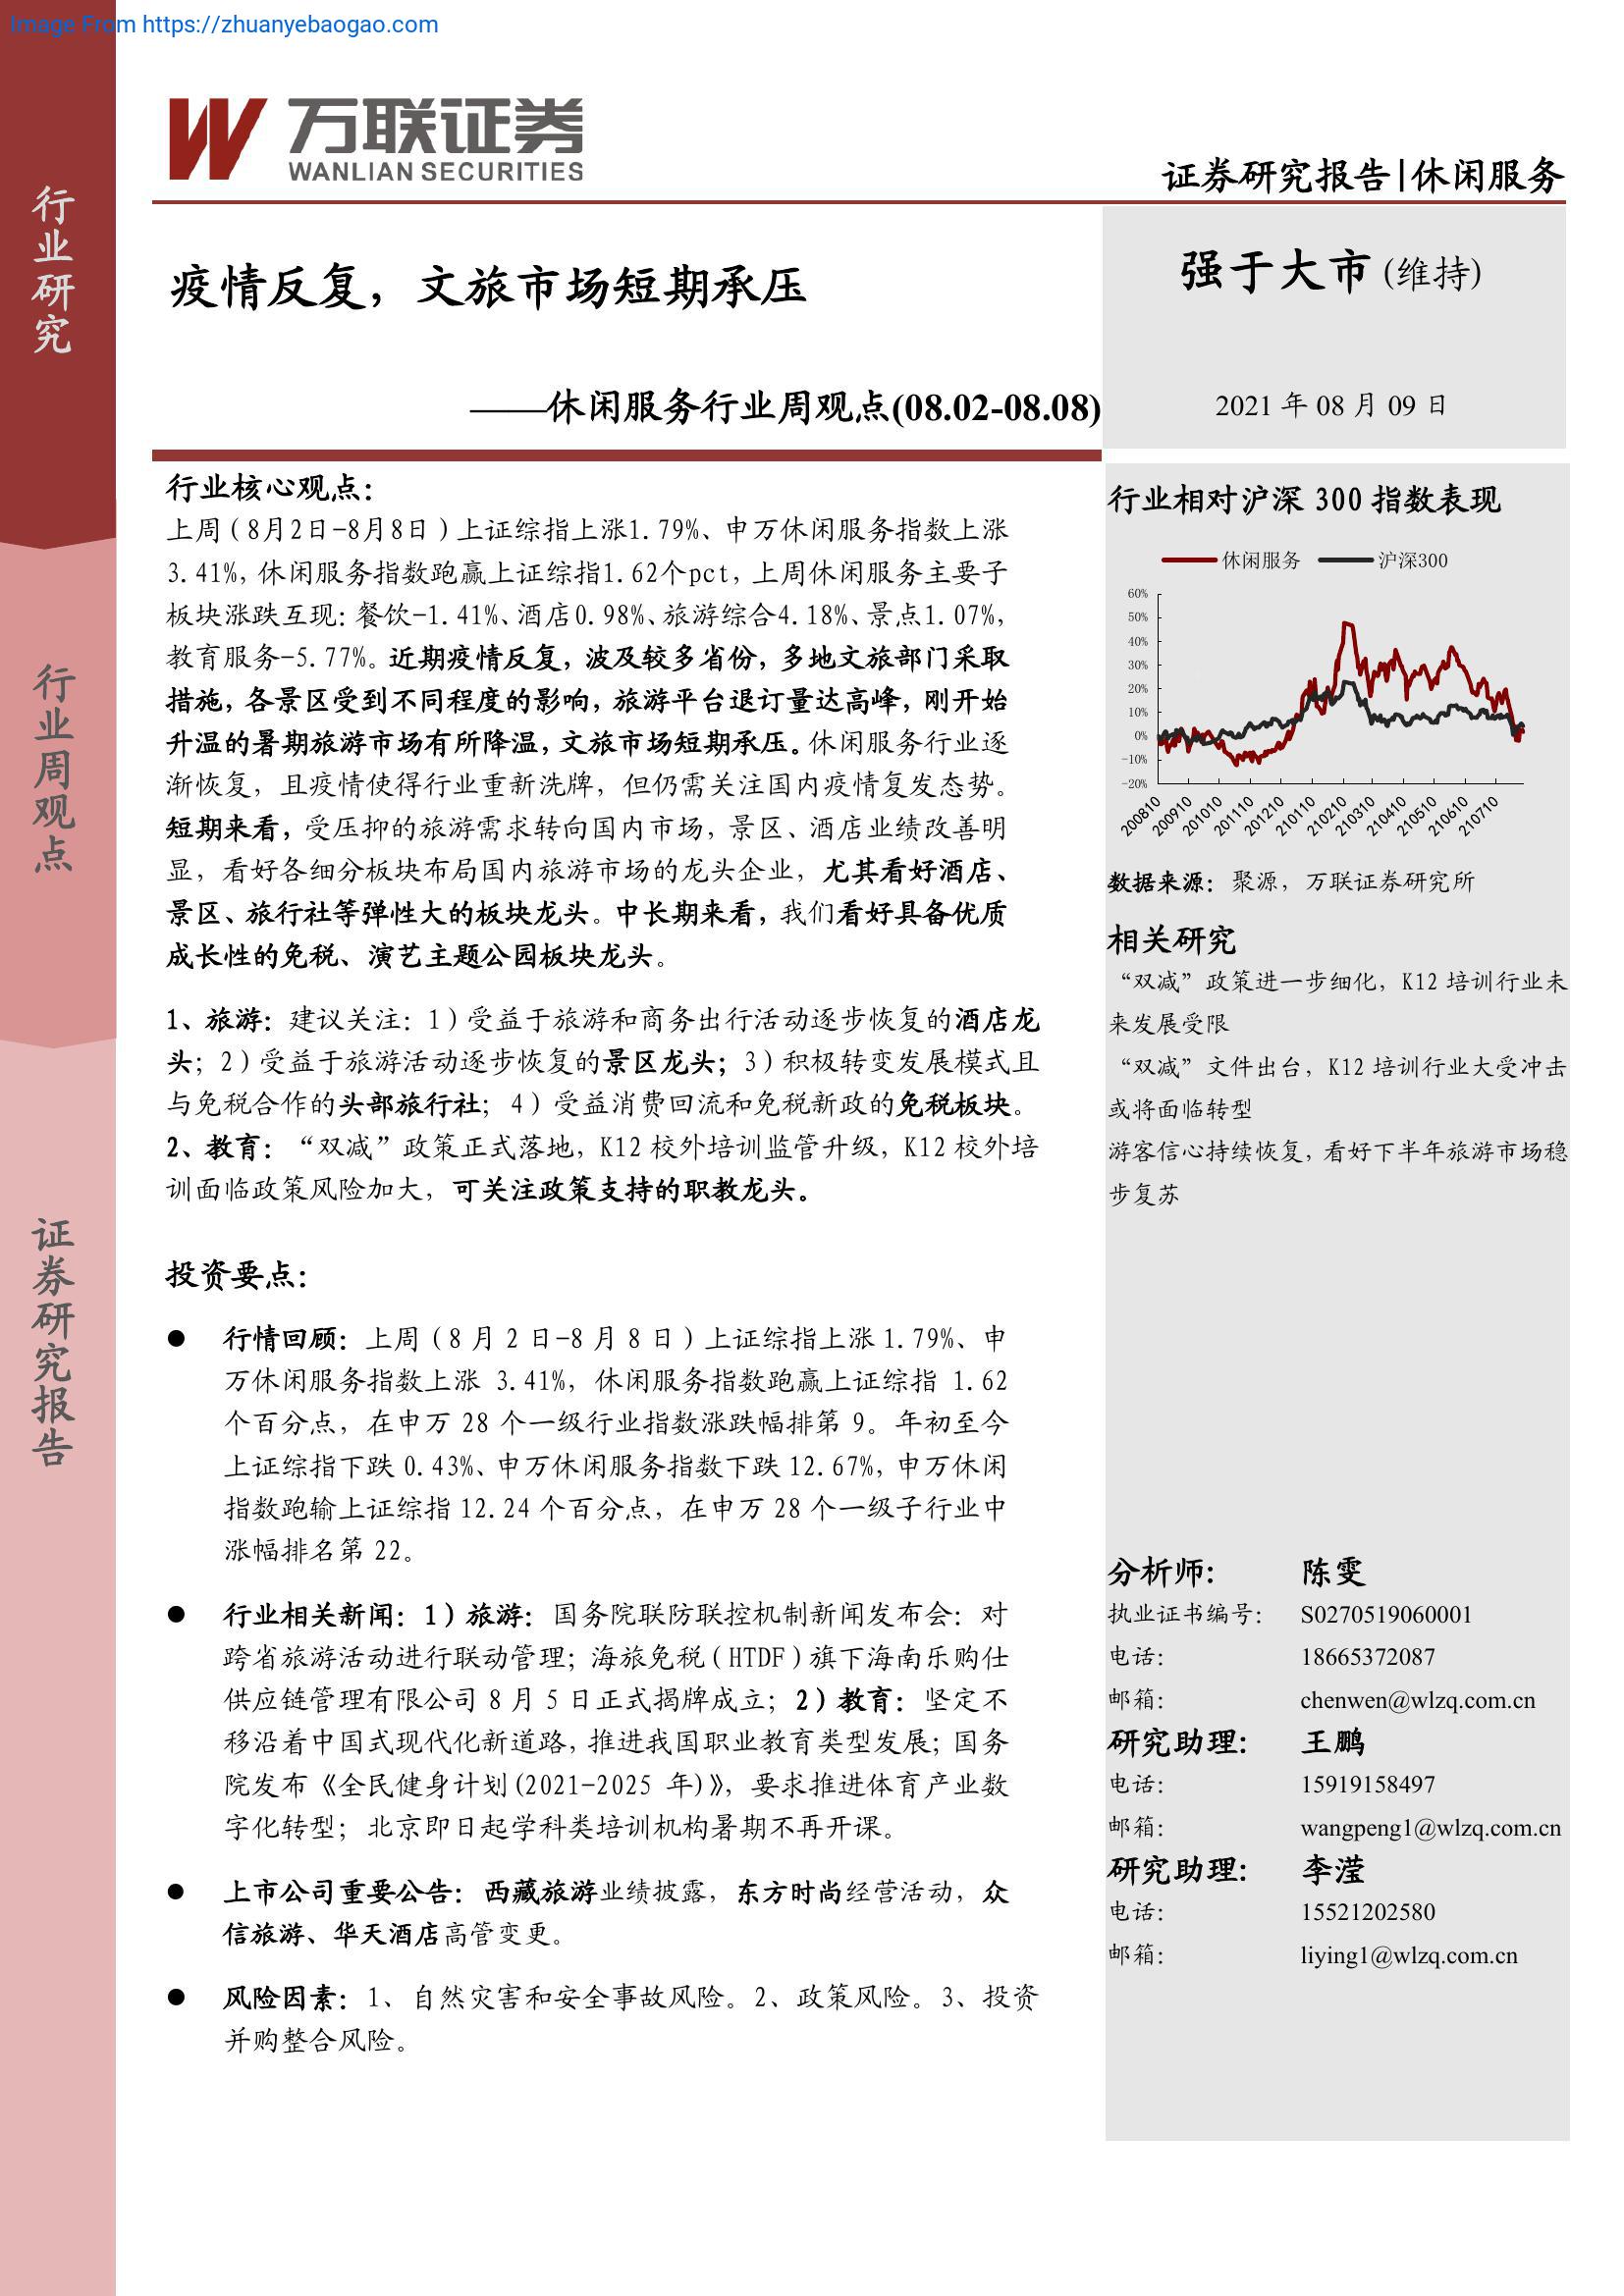 Image From https://zhuanyebaogao.com
万联证券
WANLIAN SECURITIES
证券研究报告|休闲服务
行业研究
行业周观点
证券研究报告
疫情反复，文旅市场短期承压
——休闲服务行业周观点(08.02-08.08)
强于大市(维持)
2021 年 08 月 09 日
行业核心观点：
上周（8月2日-8月8日）上证综指上涨1.79%、申万休闲服务指数上涨
3.41%，休闲服务指数跑赢上证综指1.62个pct，上周休闲服务主要子
板块涨跌互现：餐饮-1.41%、酒店0.98%、旅游综合4.18%、景点1.07%，
教育服务-5.77%。近期疫情反复，波及较多省份，多地文旅部门采取
措施，各景区受到不同程度的影响，旅游平台退订量达高峰，刚开始
升温的暑期旅游市场有所降温，文旅市场短期承压。休闲服务行业逐
渐恢复，且疫情使得行业重新洗牌，但仍需关注国内疫情复发态势。
短期来看，受压抑的旅游需求转向国内市场，景区、酒店业绩改善明
显，看好各细分板块布局国内旅游市场的龙头企业，尤其看好酒店、
景区、旅行社等弹性大的板块龙头。中长期来看，我们看好具备优质
成长性的免税、演艺主题公园板块龙头。
1、旅游：建议关注：1）受益于旅游和商务出行活动逐步恢复的酒店龙
头；2）受益于旅游活动逐步恢复的景区龙头；3）积极转变发展模式且
与免税合作的头部旅行社；4）受益消费回流和免税新政的免税板块。
2、教育：“双减”政策正式落地，K12 校外培训监管升级，K12 校外培
训面临政策风险加大，可关注政策支持的职教龙头。
投资要点：
● 行情回顾：上周（8 月 2 日-8 月 8 日）上证综指上涨 1.79%、申
万休闲服务指数上涨 3.41%，休闲服务指数跑赢上证综指 1.62
个百分点，在申万 28 个一级行业指数涨跌幅排第 9。年初至今
上证综指下跌 0.43%、申万休闲服务指数下跌 12.67%，申万休闲
指数跑输上证综指 12.24 个百分点，在申万 28 个一级子行业中
涨幅排名第 22。
● 行业相关新闻：1）旅游：国务院联防联控机制新闻发布会：对
跨省旅游活动进行联动管理；海旅免税（HTDF）旗下海南乐购仕
供应链管理有限公司 8 月 5 日正式揭牌成立；2）教育：坚定不
移沿着中国式现代化新道路，推进我国职业教育类型发展；国务
院发布《全民健身计划(2021-2025 年)》，要求推进体育产业数
字化转型；北京即日起学科类培训机构暑期不再开课。
● 上市公司重要公告：西藏旅游业绩披露，东方时尚经营活动，众
信旅游、华天酒店高管变更。
● 风险因素：1、自然灾害和安全事故风险。2、政策风险。3、投资
并购整合风险。
行业相对沪深 300 指数表现
休闲服务 沪深300
60%
50%
40%
30%
20%
10%
0%
-10%
-20%
200810 200910 201010 201110 201210 210110 210210 210310 210410 210510 210610 210710
数据来源：聚源，万联证券研究所
相关研究
“双减”政策进一步细化，K12 培训行业未
来发展受限
“双减”文件出台，K12 培训行业大受冲击
或将面临转型
游客信心持续恢复，看好下半年旅游市场稳
步复苏
分析师： 陈雯
执业证书编号： S0270519060001
电话： 18665372087
邮箱： chenwen@wlzq.com.cn
研究助理： 王鹏
电话： 15919158497
邮箱： wangpeng1@wlzq.com.cn
研究助理： 李滢
电话： 15521202580
邮箱： liying1@wlzq.com.cn